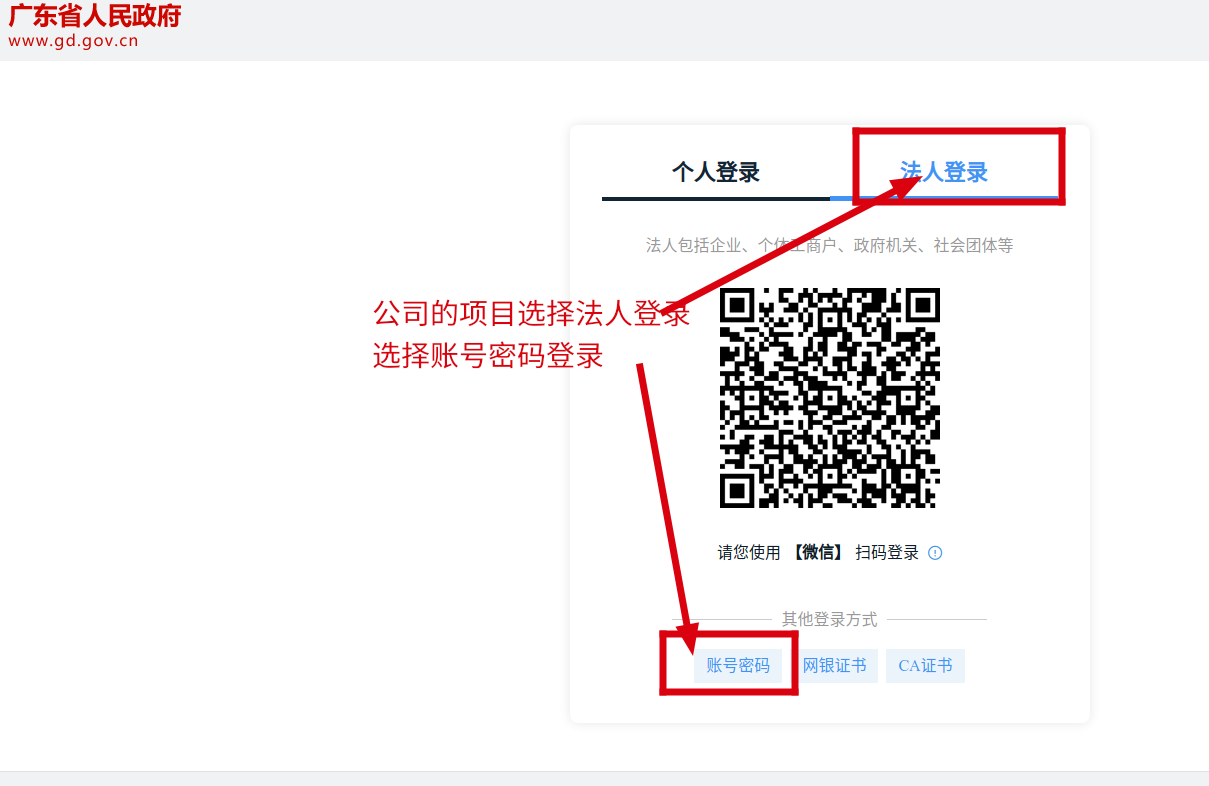 广东省人民政府
www.gd.gov.cn
个人登录 法人登录
法人包括企业、个体工商户、政府机关、社会团体等
公司的项目选择法人登录
选择账号密码登录
请您使用 【微信】 扫码登录
其他登录方式
账号密码 网银证书 CA证书